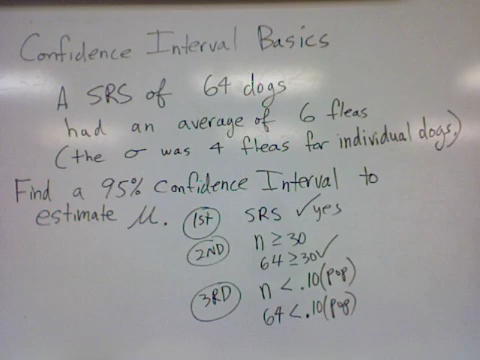 Confidence Interval Basics
A SRS of 64 dogs
had an average of 6 fleas
(the σ was 4 fleas for individual dogs.)
Find a 95% Confidence Interval to
estimate μ.
1st SRS ✓yes
2ND n ≥ 30
64 ≥ 30 ✓
3RD n < .10(pop)
64 < .10(pop)